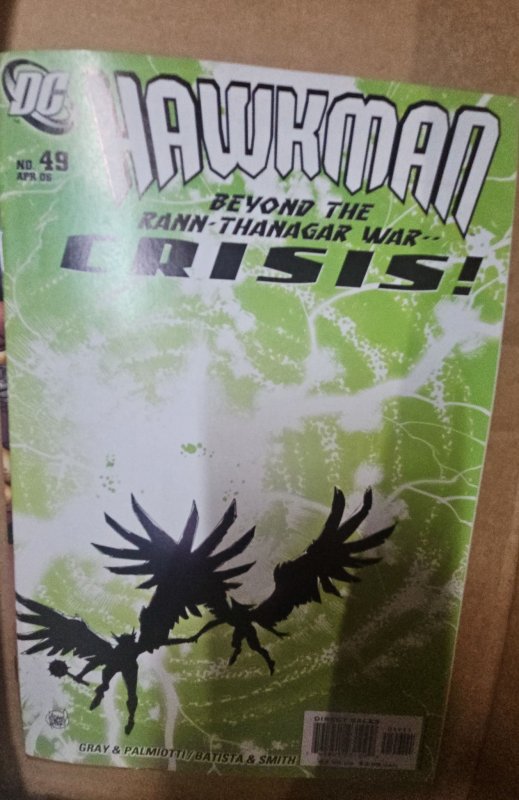 DC
HAWKMAN
NO. 49
APR 06
BEYOND THE
RANN-THANAGAR WAR--
CRISIS!
DIRECT SALES
GRAY & PALMIOTTI/BATISTA & SMITH